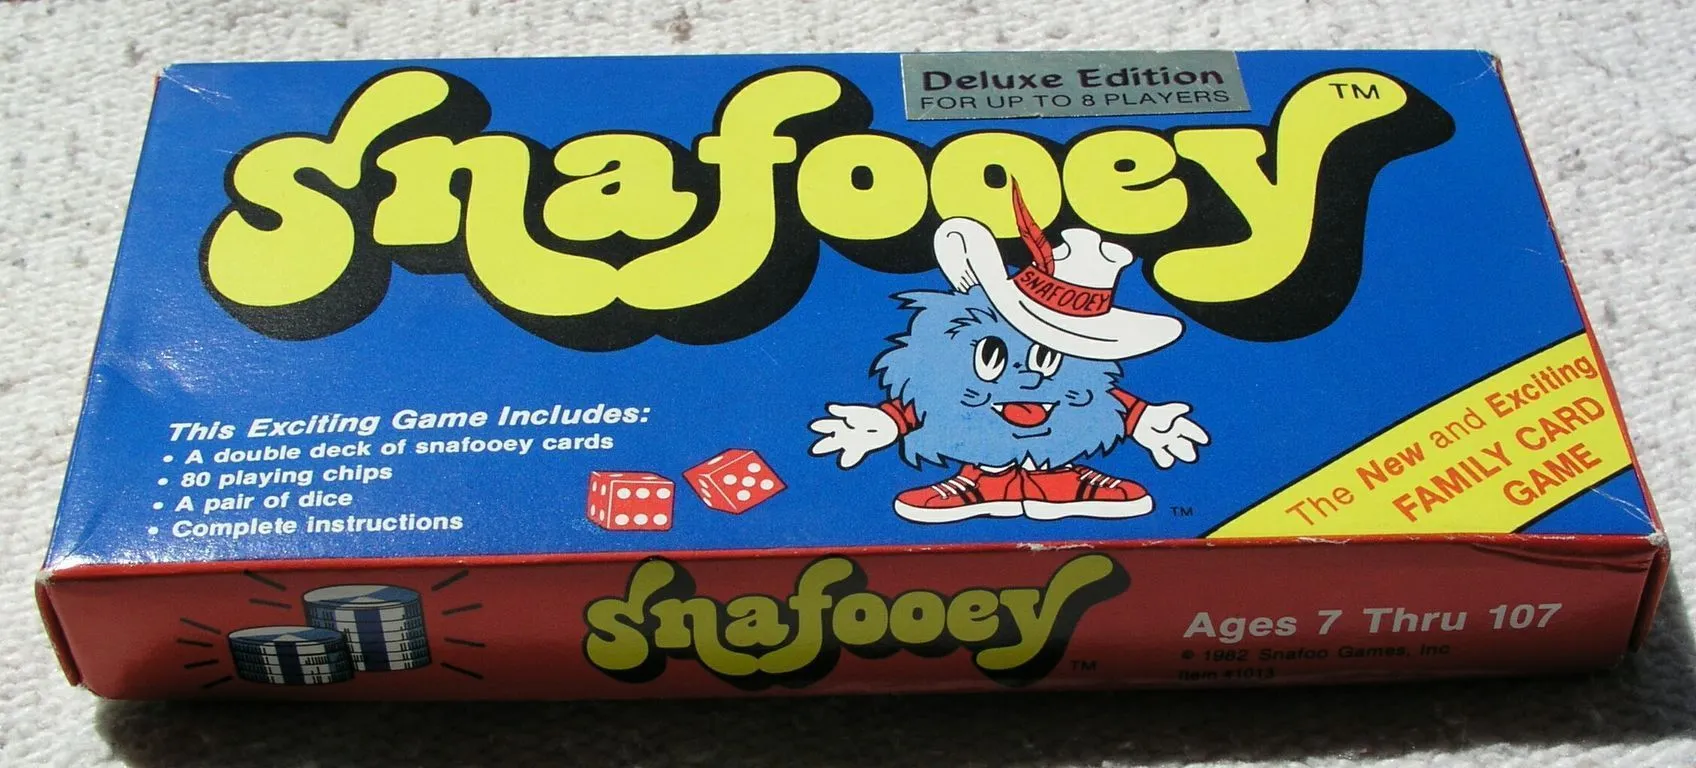 Deluxe Edition
FOR UP TO 8 PLAYERS
snafooey TM
SNAFOOEY
This Exciting Game Includes:
• A double deck of snafooey cards
• 80 playing chips
• A pair of dice
• Complete instructions
TM
The New and Exciting
FAMILY CARD
GAME
snafooey TM
Ages 7 Thru 107
© 1982 Snafoo Games, Inc
Item #1013